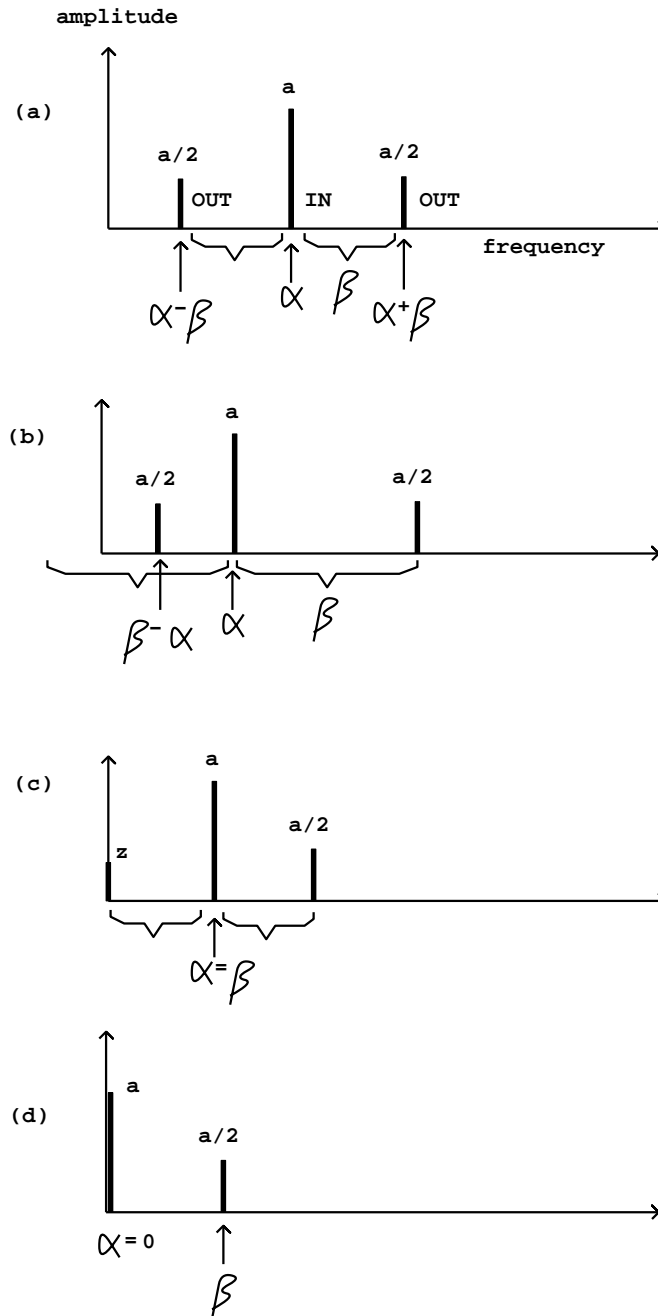 amplitude
(a)
a
a/2
a/2
OUT
IN
OUT
frequency
α-β
α
β
α+β
(b)
a
a/2
a/2
β-α
α
β
(c)
a
a/2
z
α=β
(d)
a
a/2
α=0
β